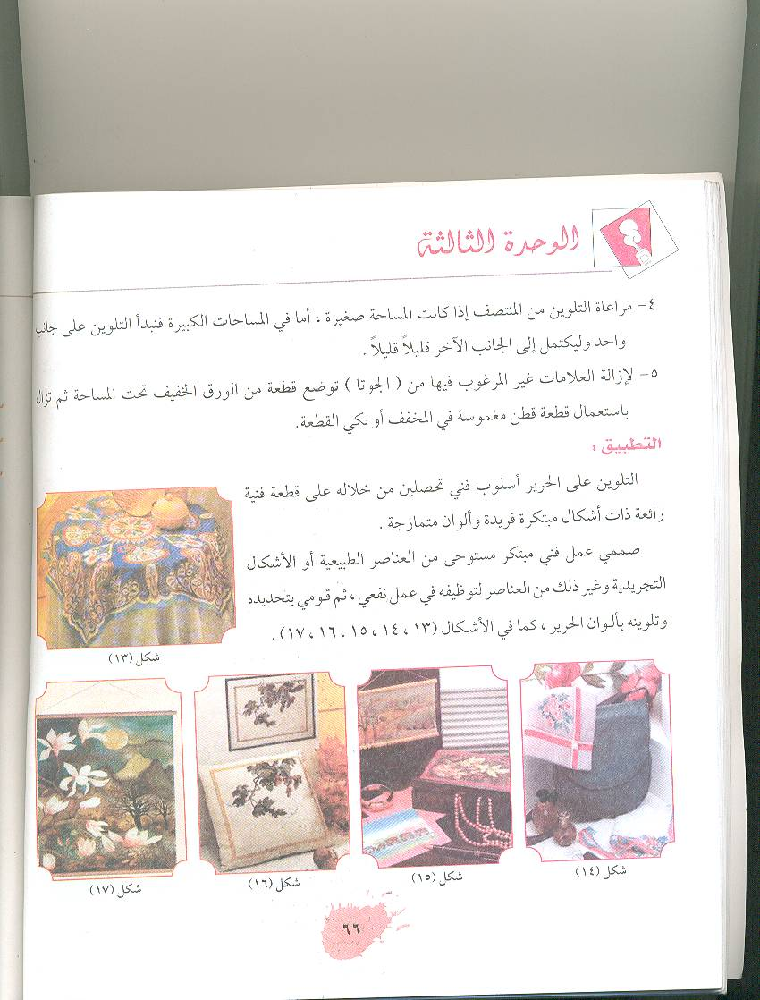 الوحدة الثالثة
٤- مراعاة التلوين من المنتصف إذا كانت المساحة صغيرة ، أما في المساحات الكبيرة فنبدأ التلوين على جانب
واحد وليكتمل إلى الجانب الآخر قليلاً قليلاً .
٥- لإزالة العلامات غير المرغوب فيها من ( الجوتا ) توضع قطعة من الورق الخفيف تحت المساحة ثم تزال
باستعمال قطعة قطن مغموسة في المخفف أو بكي القطعة.
التطبيق :
التلوين على الحرير أسلوب فني تحصلين من خلاله على قطعة فنية
رائعة ذات أشكال مبتكرة فريدة وألوان متمازجة .
صممي عمل فني مبتكر مستوحى من العناصر الطبيعية أو الأشكال
التجريدية وغير ذلك من العناصر لتوظيفه في عمل نفعي ، ثم قومي بتحديده
وتلوينه بألوان الحرير ، كما في الأشكال (١٣ ، ١٤ ، ١٥ ، ١٦ ، ١٧) .
شكل (١٣)
شكل (١٤)
شكل (١٥)
شكل (١٦)
شكل (١٧)
٦٦